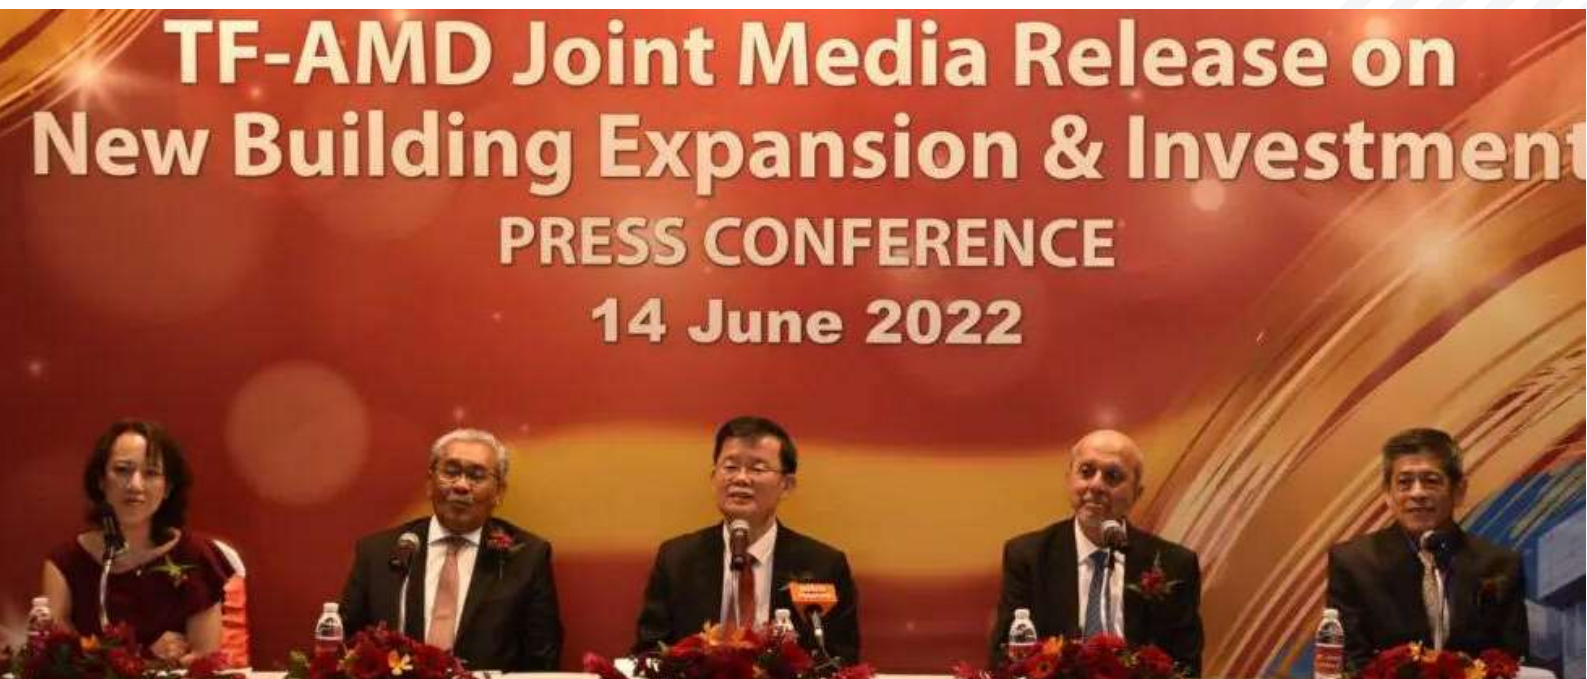 TF-AMD Joint Media Release on
New Building Expansion & Investment
PRESS CONFERENCE
14 June 2022